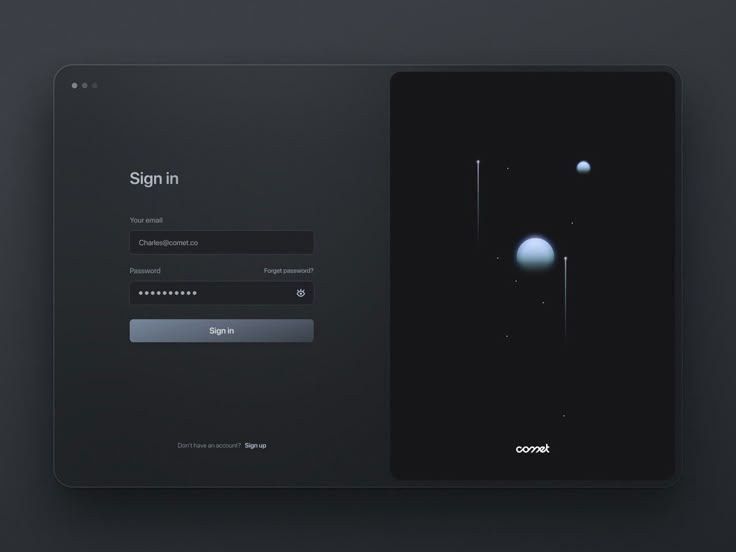 Sign in
Your email
Charles@comet.co
Password Forget password?
Sign in
Don't have an account? Sign up
comet